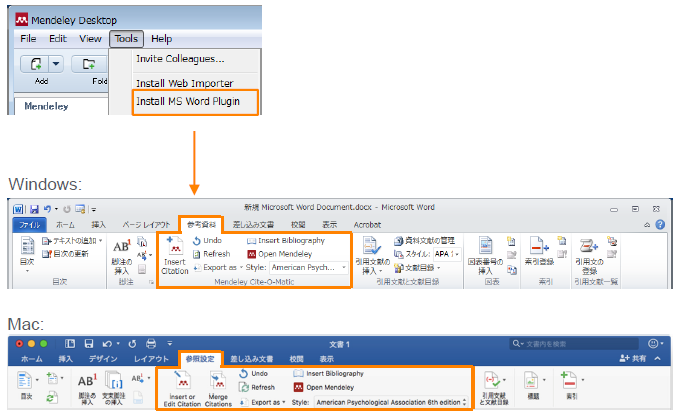 Mendeley Desktop
File Edit View Tools Help
Invite Colleagues...
Install Web Importer
Install MS Word Plugin
Add Fold
Mendeley
Windows:
新規 Microsoft Word Document.docx - Microsoft Word
ファイル ホーム 挿入 ページ レイアウト 参考資料 差し込み文書 校閲 表示 Acrobat
目次
テキストの追加
目次の更新
目次
AB1
脚注の挿入
脚注
Insert Citation
Undo
Refresh
Export as
Insert Bibliography
Open Mendeley
Style: American Psych...
Mendeley Cite-O-Matic
引用文献の挿入
資料文献の管理
スタイル: APA
文献目録
引用文献と文献目録
図表番号の挿入
図表
索引登録
索引
引用文の登録
引用文献一覧
Mac:
文書 1
文書内を検索
ホーム 挿入 デザイン レイアウト 参照設定 差し込み文書 校閲 表示
共有
目次
AB1
脚注の挿入
文末脚注の挿入
AB1
Insert or Edit Citation
Merge Citations
Undo
Refresh
Export as
Insert Bibliography
Open Mendeley
Style: American Psychological Association 6th edition
引用文献と文献目録
標題
索引